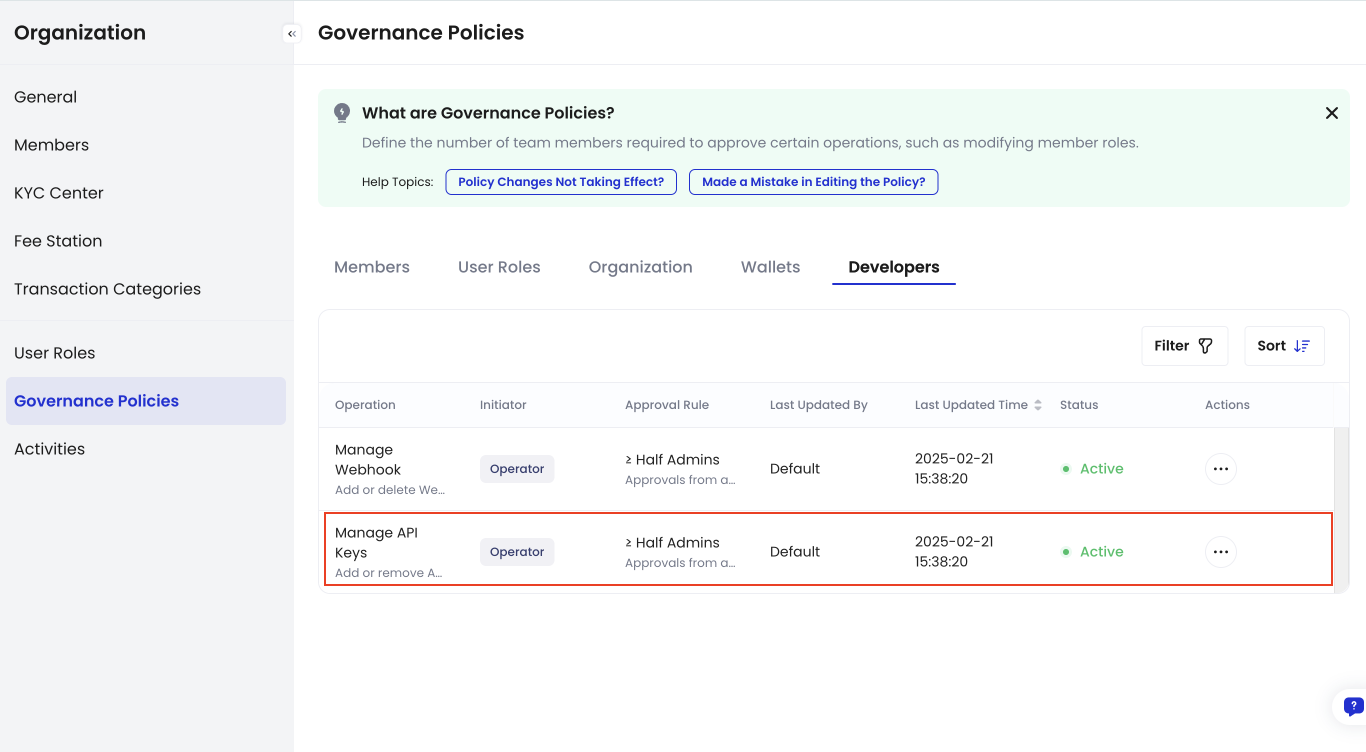 Organization
«
Governance Policies
General
Members
KYC Center
Fee Station
Transaction Categories
User Roles
Governance Policies
Activities
What are Governance Policies?
Define the number of team members required to approve certain operations, such as modifying member roles.
Help Topics: Policy Changes Not Taking Effect? Made a Mistake in Editing the Policy?
Members User Roles Organization Wallets Developers
Filter Sort
Operation Initiator Approval Rule Last Updated By Last Updated Time Status Actions
Manage
Webhook
Add or delete We...
Operator
≥ Half Admins
Approvals from a...
Default
2025-02-21
15:38:20
Active
Manage API
Keys
Add or remove A...
Operator
≥ Half Admins
Approvals from a...
Default
2025-02-21
15:38:20
Active
?